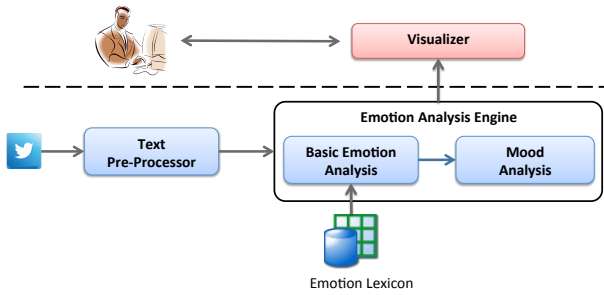 Visualizer
Emotion Analysis Engine
Text
Pre-Processor
Basic Emotion
Analysis
Mood
Analysis
Emotion Lexicon